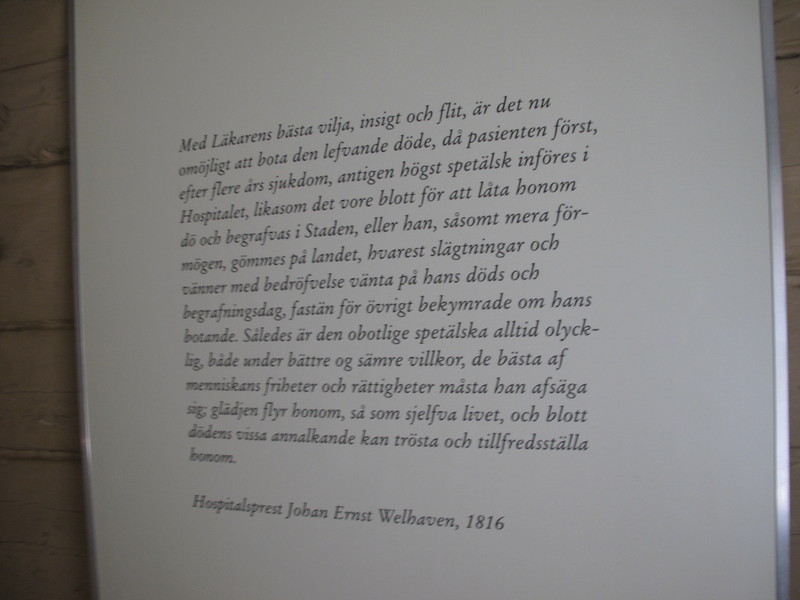 Med Läkarens bästa vilja, insigt och flit, är det nu
omöjligt att bota den lefvande döde, då pasienten först,
efter flere års sjukdom, antigen högst spetälsk införes i
Hospitalet, likasom det vore blott för att låta honom
dö och begrafvas i Staden, eller han, såsomt mera för-
mögen, gömmes på landet, hvarest slägtningar och
vänner med bedröfvelse vänta på hans döds och
begrafningsdag, fastän för övrigt bekymrade om hans
botande. Således är den obotlige spetälska alltid olyck-
lig, både under bättre og sämre villkor, de bästa af
menniskans friheter och rättigheter måsta han afsäga
sig; glädjen flyr honom, så som sjelfva livet, och blott
dödens vissa annalkande kan trösta och tillfredsställa
honom.
Hospitalsprest Johan Ernst Welhaven, 1816